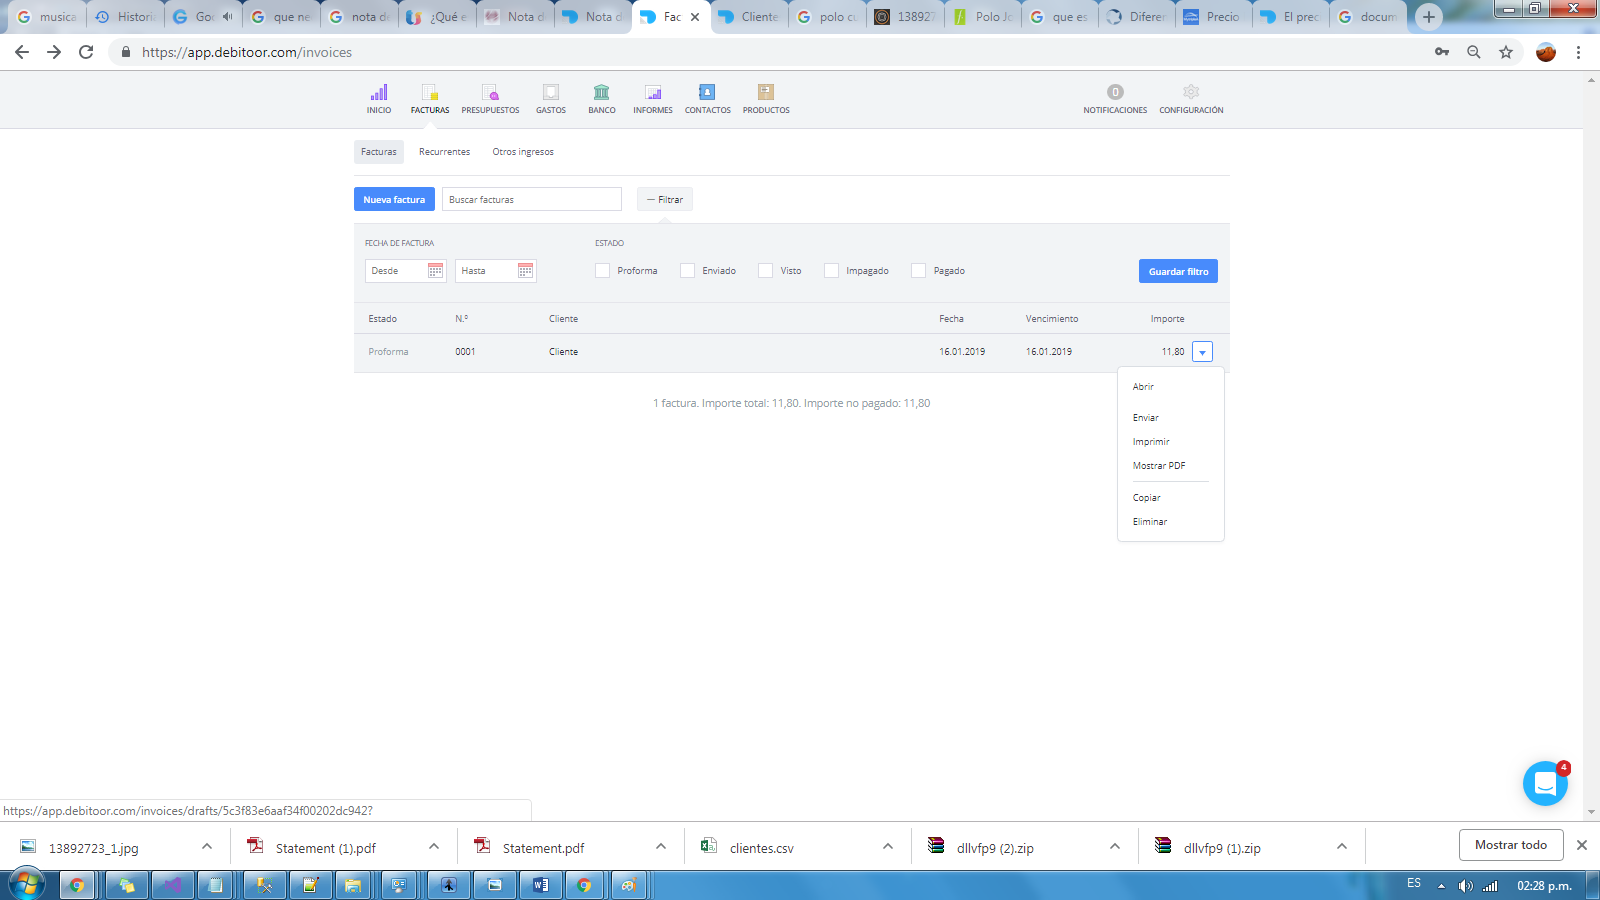 musica
Historia
Goo
que ne
nota de
¿Qué e
Nota d
Nota d
Fac
Cliente
polo cu
13892
Polo Jo
que es
Diferen
Precio
El prec
docum
https://app.debitoor.com/invoices
INICIO
FACTURAS
PRESUPUESTOS
GASTOS
BANCO
INFORMES
CONTACTOS
PRODUCTOS
0
NOTIFICACIONES
CONFIGURACIÓN
Facturas
Recurrentes
Otros ingresos
Nueva factura
Buscar facturas
— Filtrar
FECHA DE FACTURA
ESTADO
Desde
Hasta
Proforma
Enviado
Visto
Impagado
Pagado
Guardar filtro
Estado
N.º
Cliente
Fecha
Vencimiento
Importe
Proforma
0001
Cliente
16.01.2019
16.01.2019
11,80
Abrir
1 factura. Importe total: 11,80. Importe no pagado: 11,80
Enviar
Imprimir
Mostrar PDF
Copiar
Eliminar
4
https://app.debitoor.com/invoices/drafts/5c3f83e6aaf34f00202dc942?
13892723_1.jpg
Statement (1).pdf
Statement.pdf
clientes.csv
dllvfp9 (2).zip
dllvfp9 (1).zip
Mostrar todo
ES
02:28 p.m.